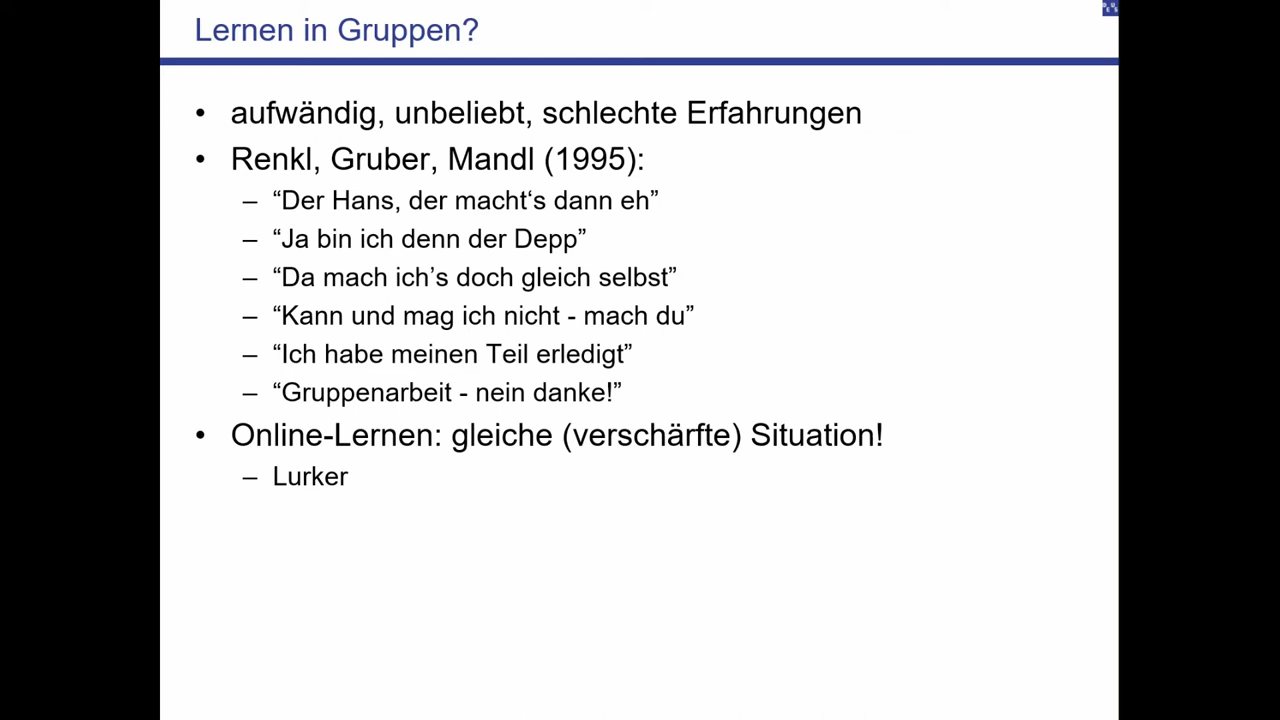 Lernen in Gruppen?
• aufwändig, unbeliebt, schlechte Erfahrungen
• Renkl, Gruber, Mandl (1995):
– “Der Hans, der macht‘s dann eh”
– “Ja bin ich denn der Depp”
– “Da mach ich’s doch gleich selbst”
– “Kann und mag ich nicht - mach du”
– “Ich habe meinen Teil erledigt”
– “Gruppenarbeit - nein danke!”
• Online-Lernen: gleiche (verschärfte) Situation!
– Lurker